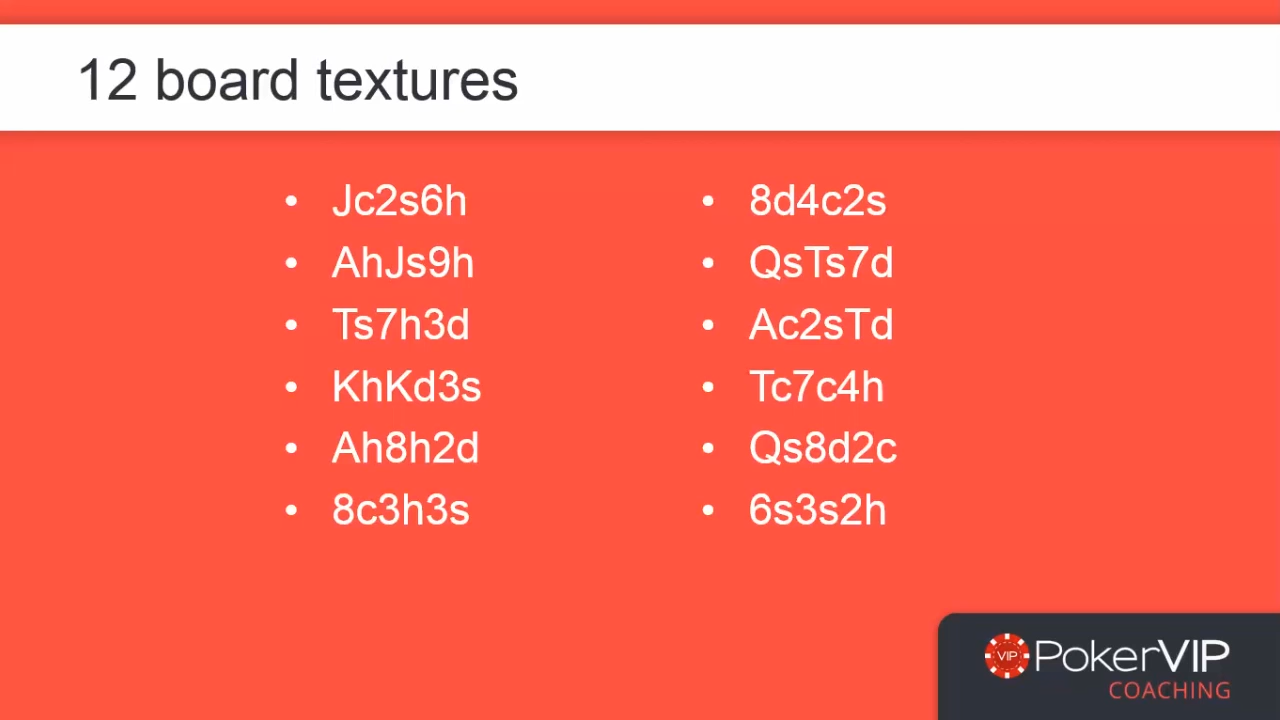 12 board textures
• Jc2s6h
• AhJs9h
• Ts7h3d
• KhKd3s
• Ah8h2d
• 8c3h3s
• 8d4c2s
• QsTs7d
• Ac2sTd
• Tc7c4h
• Qs8d2c
• 6s3s2h
VIP
PokerVIP
COACHING